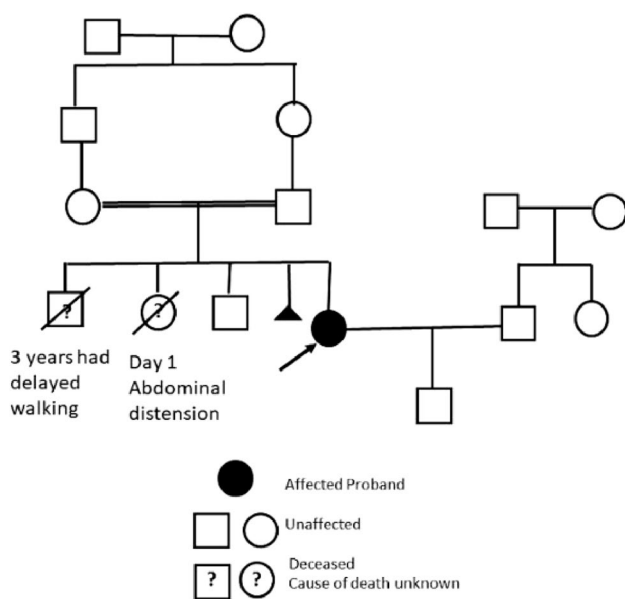 ?
?
3 years had
delayed
walking
Day 1
Abdominal
distension
Affected Proband
Unaffected
? ?
Deceased
Cause of death unknown